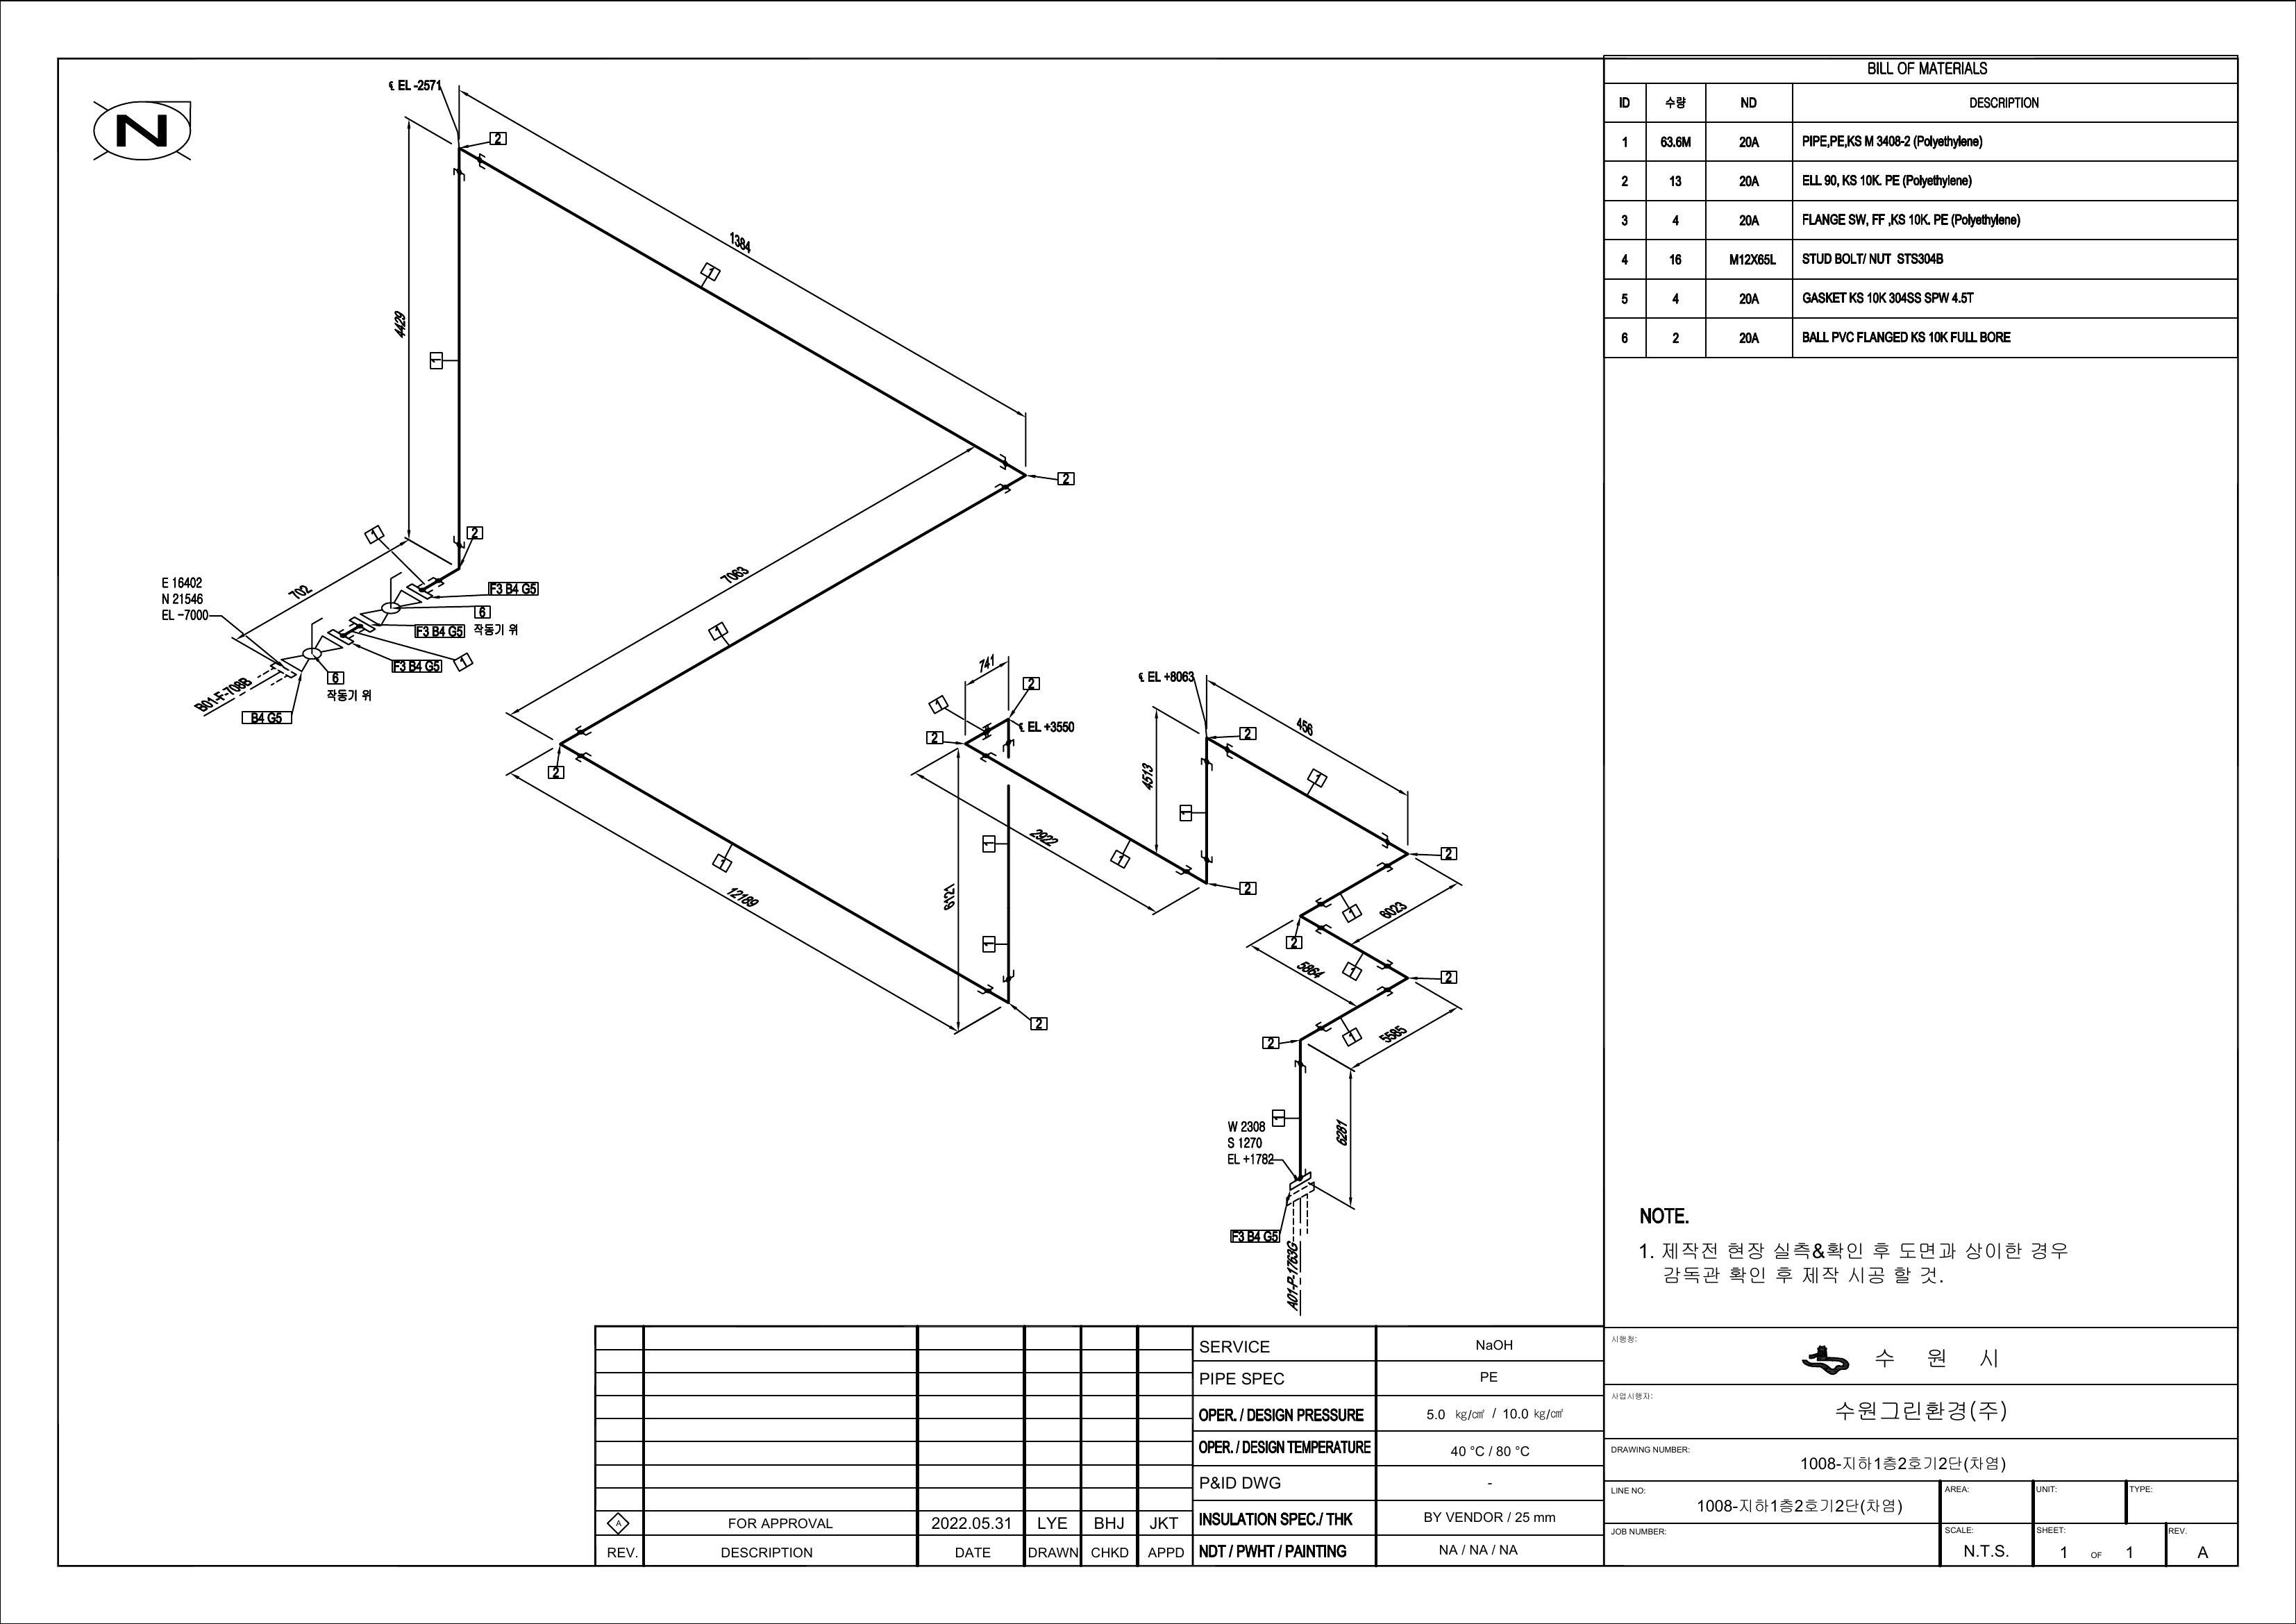 N
℄ EL -2571
2
1384
1
4429
1
2
1
2
702
E 16402
N 21546
EL -7000
F3 B4 G5
6
작동기 위
F3 B4 G5
F3 B4 G5
1
6
작동기 위
B01-F-708B
B4 G5
7063
1
2
1
12189
741
2
1
℄ EL +3550
2
1
2922
1
6121
1
2
℄ EL +8063
2
456
1
4513
1
2
2
6023
1
2
5864
1
2
5585
1
2
1
6281
W 2308
S 1270
EL +1782
F3 B4 G5
A01-P-1763G
BILL OF MATERIALS
ID 수량 ND DESCRIPTION
1 63.6M 20A PIPE,PE,KS M 3408-2 (Polyethylene)
2 13 20A ELL 90, KS 10K. PE (Polyethylene)
3 4 20A FLANGE SW, FF ,KS 10K. PE (Polyethylene)
4 16 M12X65L STUD BOLT/ NUT STS304B
5 4 20A GASKET KS 10K 304SS SPW 4.5T
6 2 20A BALL PVC FLANGED KS 10K FULL BORE
NOTE.
1. 제작전 현장 실측&확인 후 도면과 상이한 경우
감독관 확인 후 제작 시공 할 것.
A FOR APPROVAL 2022.05.31 LYE BHJ JKT
REV. DESCRIPTION DATE DRAWN CHKD APPD
SERVICE NaOH
PIPE SPEC PE
OPER. / DESIGN PRESSURE 5.0 ㎏/㎠ / 10.0 ㎏/㎠
OPER. / DESIGN TEMPERATURE 40 °C / 80 °C
P&ID DWG -
INSULATION SPEC./ THK BY VENDOR / 25 mm
NDT / PWHT / PAINTING NA / NA / NA
시행청:
수 원 시
사업시행자:
수원그린환경(주)
DRAWING NUMBER:
1008-지하1층2호기2단(차염)
LINE NO: AREA: UNIT: TYPE:
1008-지하1층2호기2단(차염)
JOB NUMBER: SCALE: SHEET: REV.
N.T.S. 1 OF 1 A